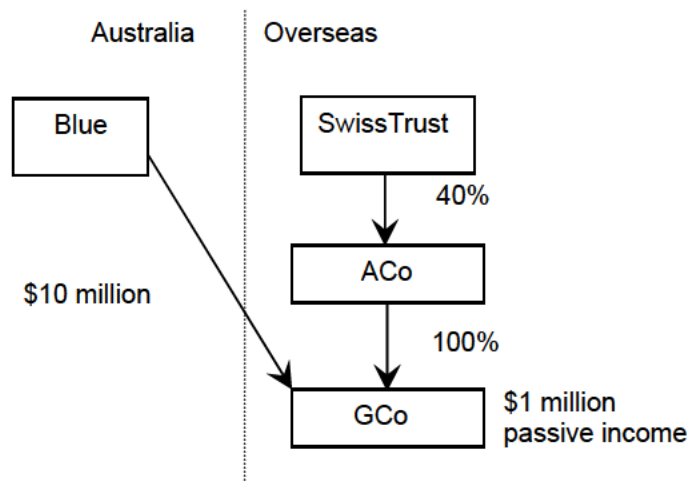 Australia
Overseas
Blue
SwissTrust
40%
ACo
$10 million
100%
GCo
$1 million
passive income